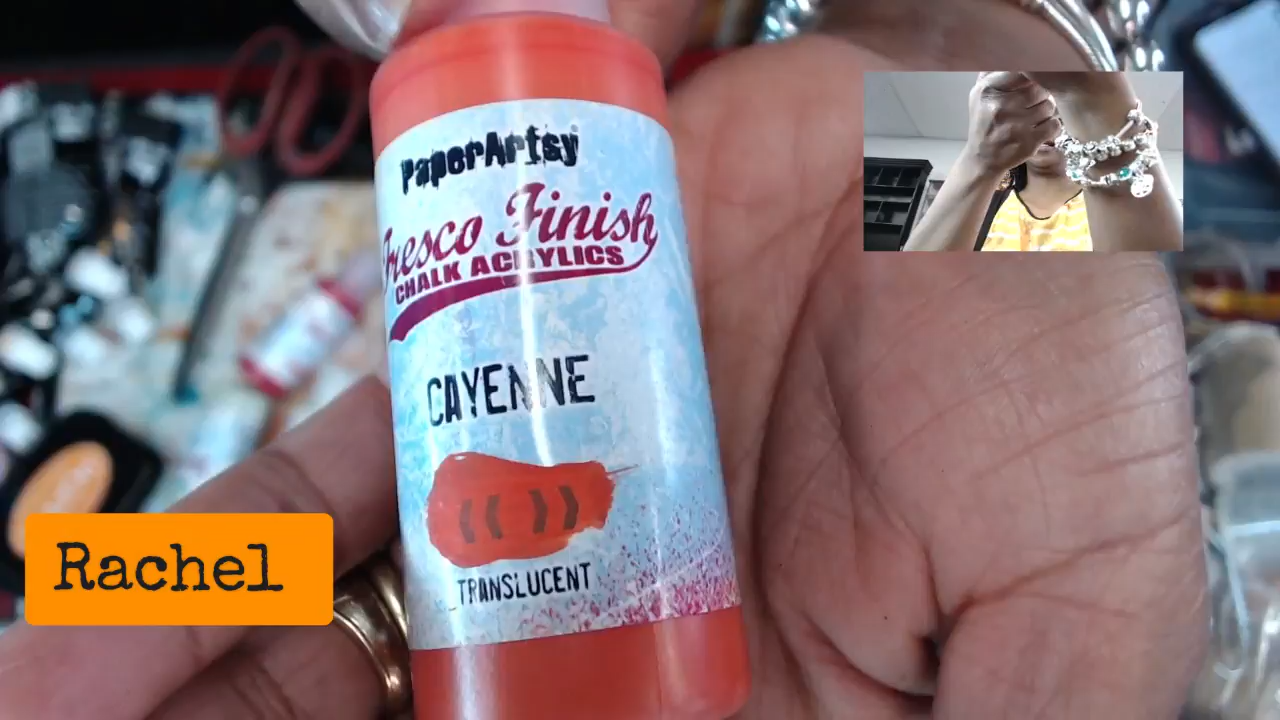 PaperArtsy
Fresco Finish
CHALK ACRYLICS
CAYENNE
TRANSLUCENT
Rachel